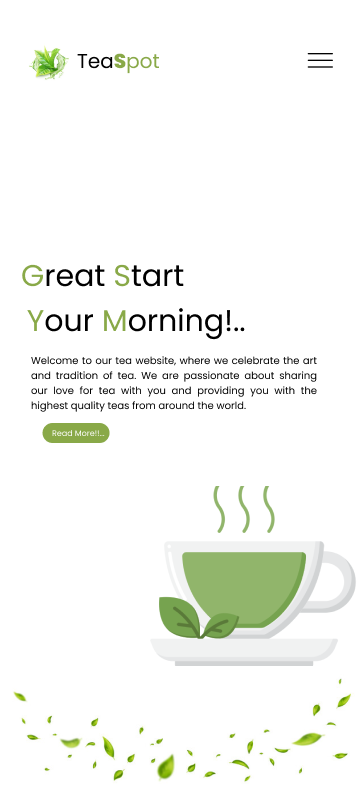 TeaSpot
Great Start
Your Morning!..
Welcome to our tea website, where we celebrate the art
and tradition of tea. We are passionate about sharing
our love for tea with you and providing you with the
highest quality teas from around the world.
Read More!!...